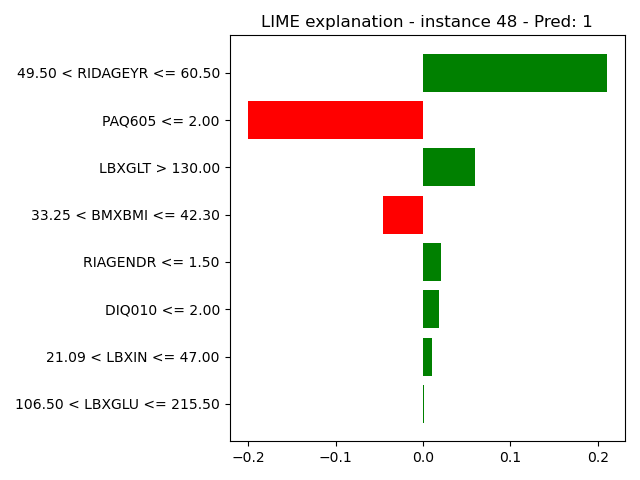 LIME explanation - instance 48 - Pred: 1
49.50 < RIDAGEYR <= 60.50
PAQ605 <= 2.00
LBXGLT > 130.00
33.25 < BMXBMI <= 42.30
RIAGENDR <= 1.50
DIQ010 <= 2.00
21.09 < LBXIN <= 47.00
106.50 < LBXGLU <= 215.50
−0.2 −0.1 0.0 0.1 0.2